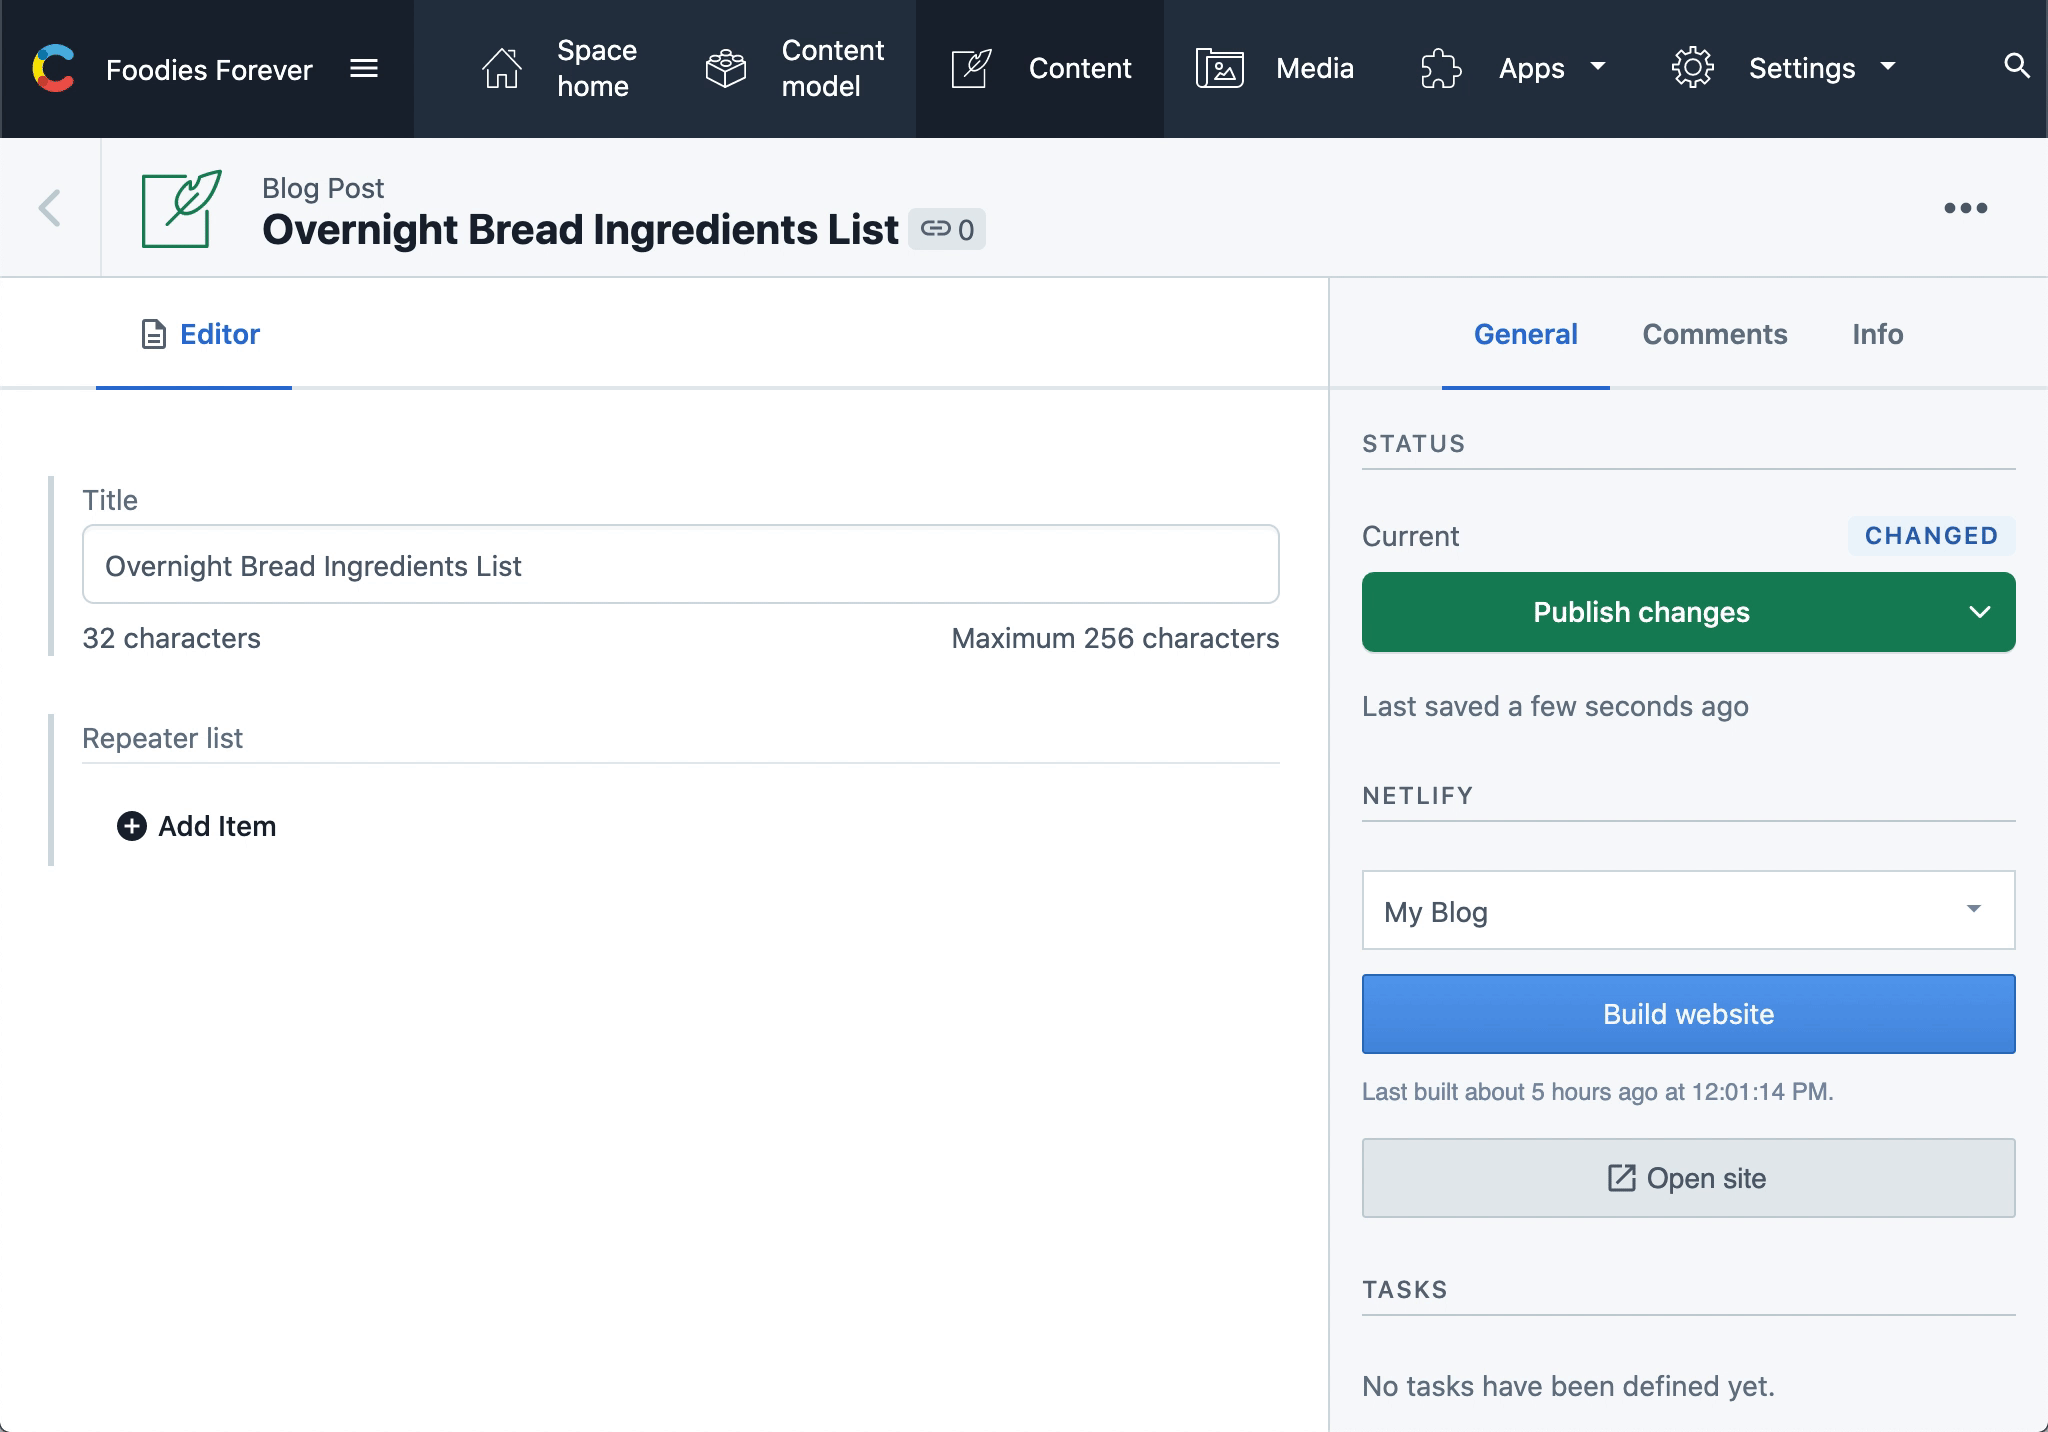 Foodies Forever
Space home
Content model
Content
Media
Apps
Settings
Blog Post
Overnight Bread Ingredients List 0
Editor
General
Comments
Info
Title
Overnight Bread Ingredients List
32 characters
Maximum 256 characters
Repeater list
Add Item
STATUS
Current
CHANGED
Publish changes
Last saved a few seconds ago
NETLIFY
My Blog
Build website
Last built about 5 hours ago at 12:01:14 PM.
Open site
TASKS
No tasks have been defined yet.